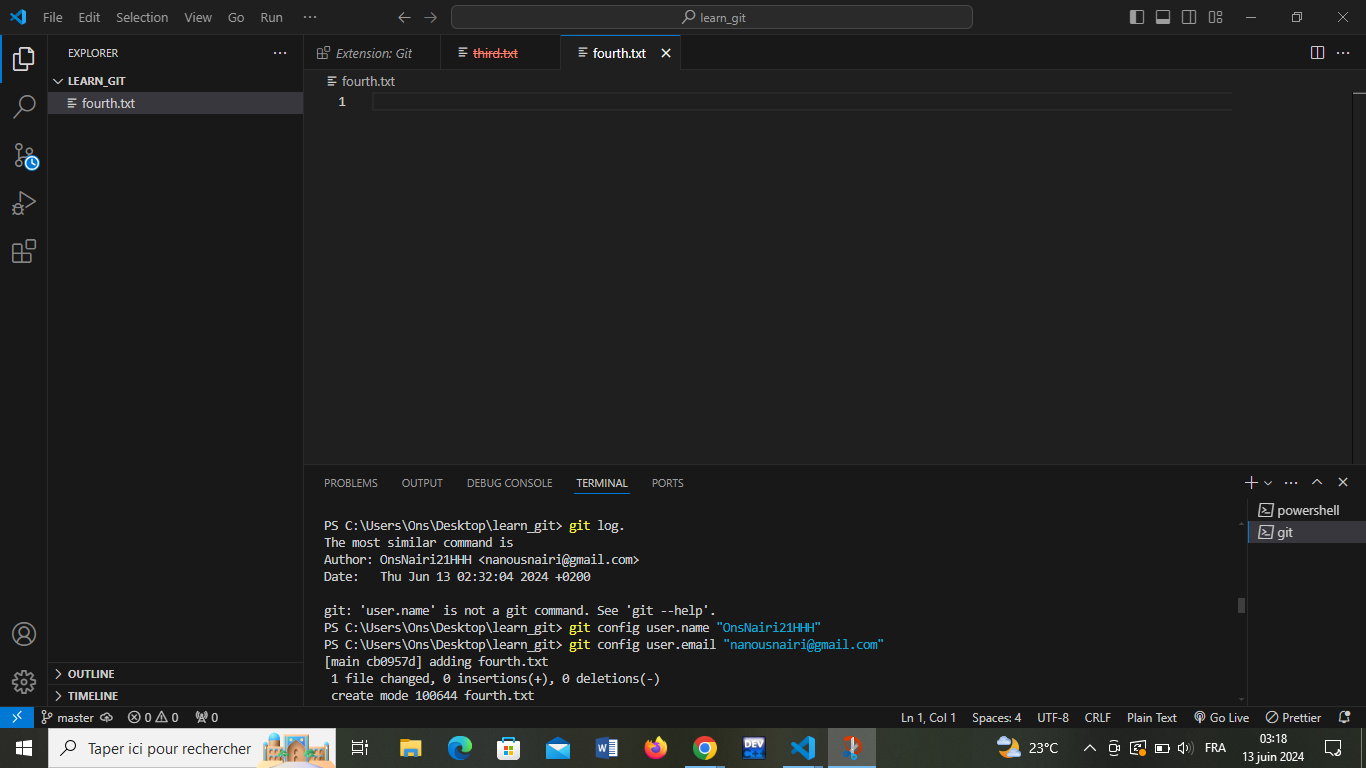 File Edit Selection View Go Run ···
learn_git
EXPLORER ···
LEARN_GIT
fourth.txt
Extension: Git
third.txt
fourth.txt
fourth.txt
1
OUTLINE
TIMELINE
PROBLEMS OUTPUT DEBUG CONSOLE TERMINAL PORTS
powershell
git
PS C:\Users\Ons\Desktop\learn_git> git log.
The most similar command is
Author: OnsNairi21HHH <nanousnairi@gmail.com>
Date:   Thu Jun 13 02:32:04 2024 +0200
git: 'user.name' is not a git command. See 'git --help'.
PS C:\Users\Ons\Desktop\learn_git> git config user.name "OnsNairi21HHH"
PS C:\Users\Ons\Desktop\learn_git> git config user.email "nanousnairi@gmail.com"
[main cb0957d] adding fourth.txt
 1 file changed, 0 insertions(+), 0 deletions(-)
 create mode 100644 fourth.txt
master 0 0 0 Ln 1, Col 1 Spaces: 4 UTF-8 CRLF Plain Text Go Live Prettier
Taper ici pour rechercher
DEV
23°C
FRA
03:18
13 juin 2024